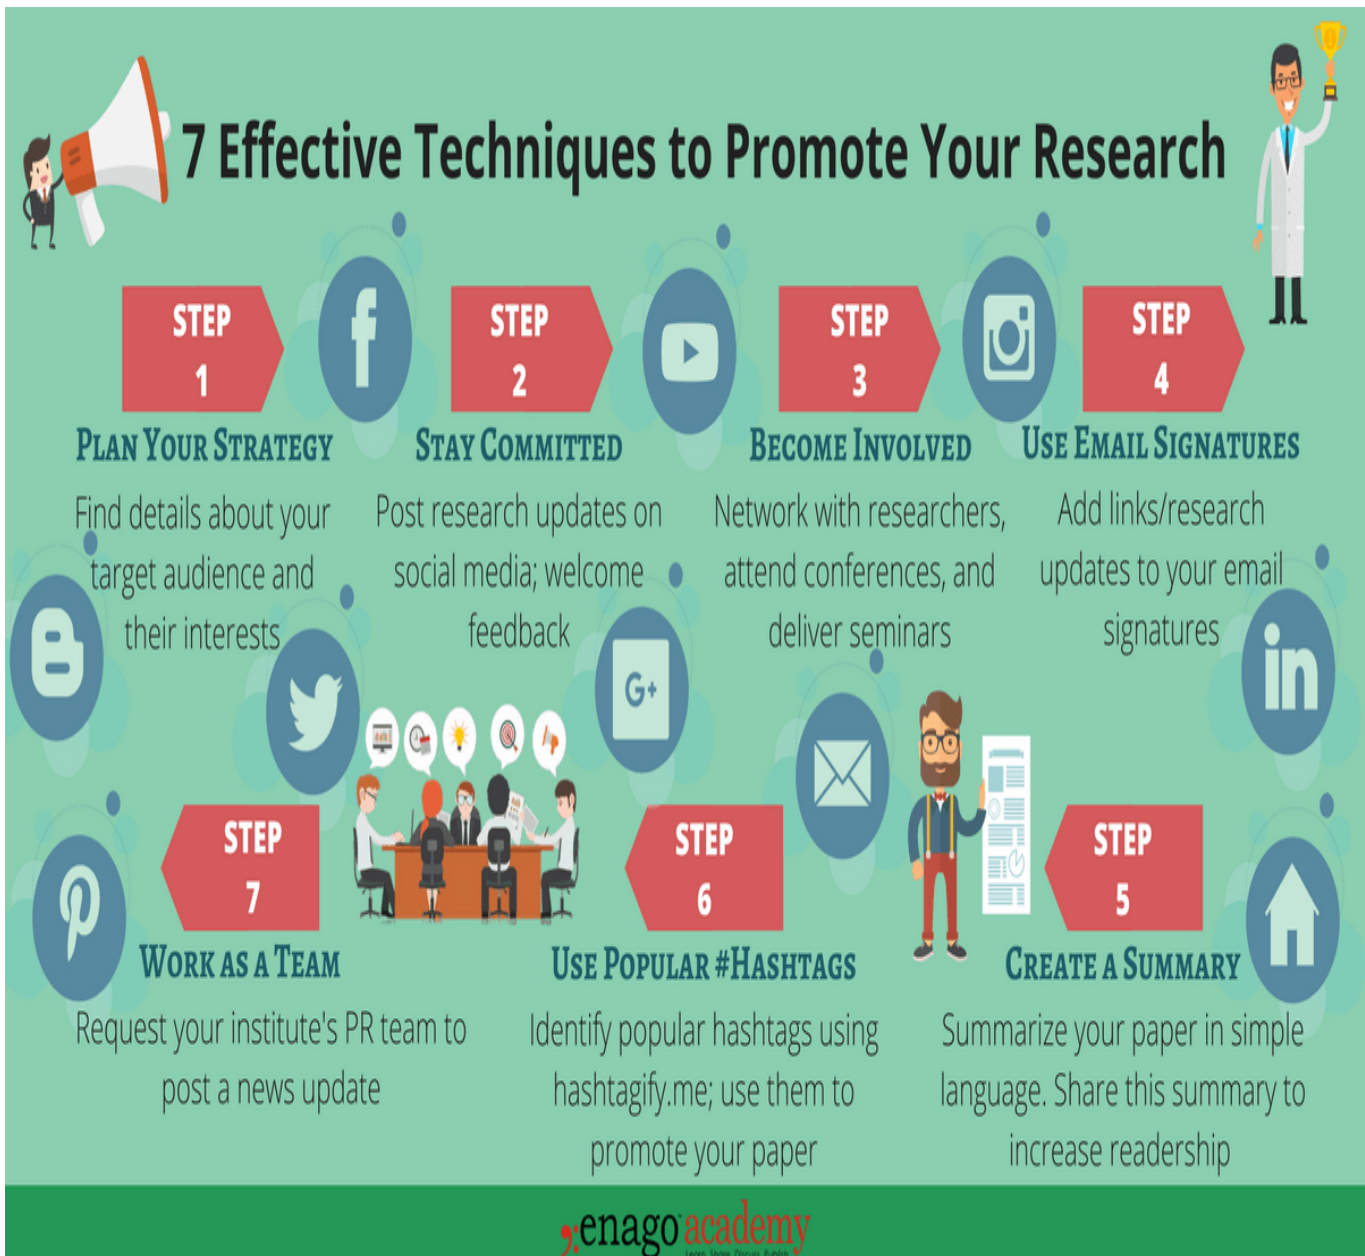 7 Effective Techniques to Promote Your Research
STEP
1
PLAN YOUR STRATEGY
Find details about your
target audience and
their interests
STEP
2
STAY COMMITTED
Post research updates on
social media; welcome
feedback
STEP
3
BECOME INVOLVED
Network with researchers,
attend conferences, and
deliver seminars
STEP
4
USE EMAIL SIGNATURES
Add links/research
updates to your email
signatures
STEP
5
CREATE A SUMMARY
Summarize your paper in simple
language. Share this summary to
increase readership
STEP
6
USE POPULAR #HASHTAGS
Identify popular hashtags using
hashtagify.me; use them to
promote your paper
STEP
7
WORK AS A TEAM
Request your institute's PR team to
post a news update
G+
in
enago academy
Learn. Share. Discuss. Publish.